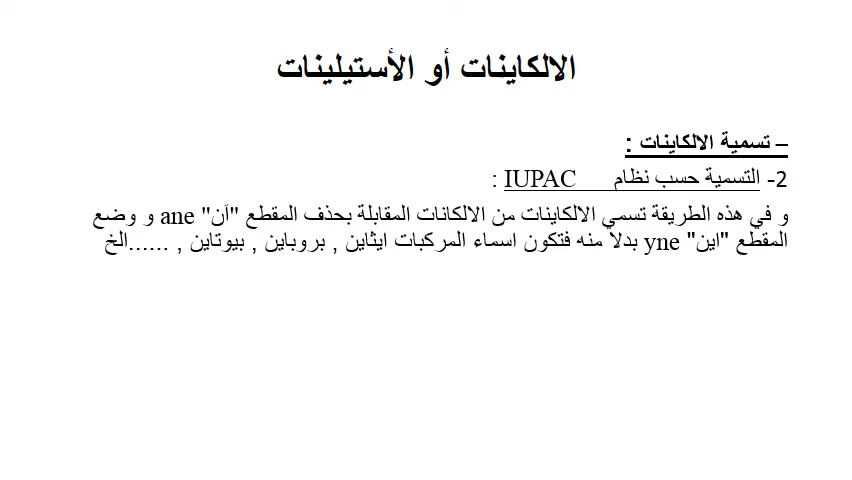 الالكاينات أو الأستيلينات
– تسمية الالكاينات :
2- التسمية حسب نظام IUPAC :
و في هذه الطريقة تسمي الالكاينات من الالكانات المقابلة بحذف المقطع "آن" ane و وضع
المقطع "اين" yne بدلا منه فتكون اسماء المركبات ايثاين , بروباين , بيوتاين , ......الخ